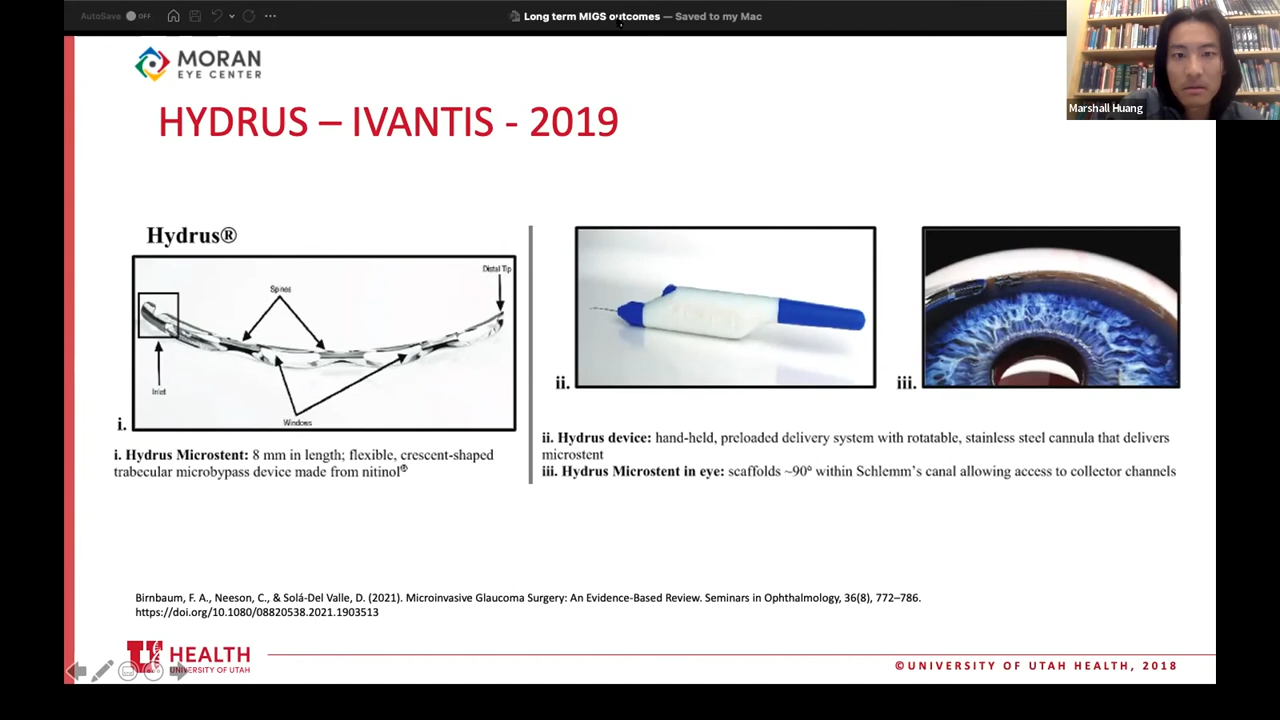 AutoSave OFF
Long term MIGS outcomes — Saved to my Mac
Marshall Huang
MORAN
EYE CENTER
HYDRUS – IVANTIS - 2019
Hydrus®
Distal Tip
Spines
Inlet
Windows
i.
i. Hydrus Microstent: 8 mm in length; flexible, crescent-shaped
trabecular microbypass device made from nitinol®
ii.
iii.
ii. Hydrus device: hand-held, preloaded delivery system with rotatable, stainless steel cannula that delivers
microstent
iii. Hydrus Microstent in eye: scaffolds ~90° within Schlemm's canal allowing access to collector channels
Birnbaum, F. A., Neeson, C., & Solá-Del Valle, D. (2021). Microinvasive Glaucoma Surgery: An Evidence-Based Review. Seminars in Ophthalmology, 36(8), 772–786.
https://doi.org/10.1080/08820538.2021.1903513
U HEALTH
UNIVERSITY OF UTAH
©UNIVERSITY OF UTAH HEALTH, 2018